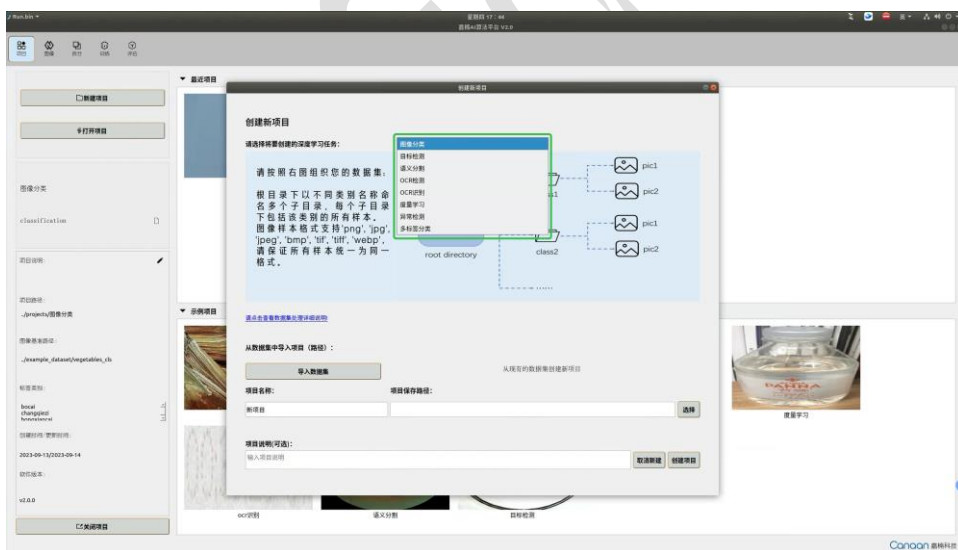 Run.bin
星期四 17：44
嘉楠AI算法平台 V2.0
项目
图像
拆分
训练
评估
新建项目
打开项目
图像分类
classification
项目说明：
项目路径：
../projects/图像分类
图像基准路径：
../example_dataset/vegetables_cls
标签类别：
bocai
changqiezi
hongxiancai
创建时间/更新时间：
2023-09-13/2023-09-14
软件版本：
v2.0.0
关闭项目
最近项目
示例项目
创建新项目
创建新项目
请选择将要创建的深度学习任务：
图像分类
目标检测
语义分割
OCR检测
OCR识别
度量学习
异常检测
多标签分类
请按照右图组织您的数据集：
根目录下以不同类别名称命
名多个子目录，每个子目录
下包括该类别的所有样本。
图像样本格式支持'png', 'jpg',
'jpeg', 'bmp', 'tif', 'tiff', 'webp'，
请保证所有样本统一为同一
格式。
root directory
class2
pic1
pic2
pic1
pic2
......
请点击查看数据集处理详细说明!
从数据集中导入项目（路径）：
导入数据集
从现有的数据集创建新项目
项目名称：
项目保存路径：
新项目
选择
项目说明(可选)：
输入项目说明
取消新建
创建项目
度量学习
ocr识别
语义分割
目标检测
Canaan 嘉楠科技